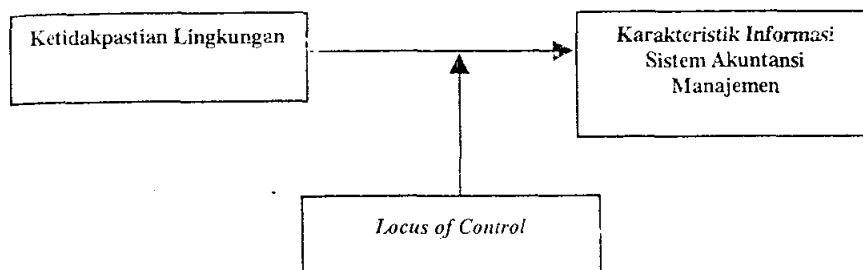 Ketidakpastian Lingkungan
Karakteristik Informasi
Sistem Akuntansi
Manajemen
Locus of Control